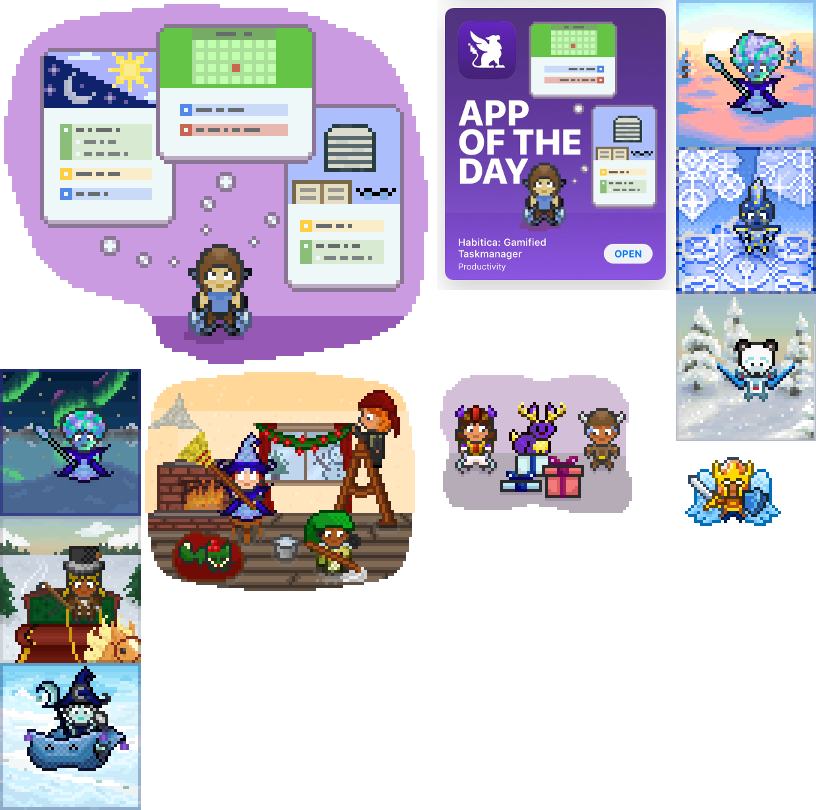 APP
OF THE
DAY
Habitica: Gamified
Taskmanager
Productivity
OPEN